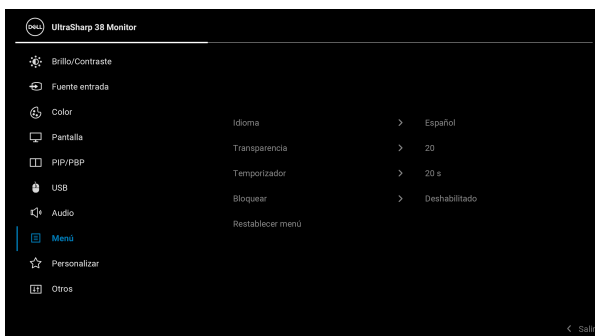 DELL UltraSharp 38 Monitor
Brillo/Contraste
Fuente entrada
Color
Pantalla
PIP/PBP
USB
Audio
Menú
Personalizar
Otros
Idioma > Español
Transparencia > 20
Temporizador > 20 s
Bloquear > Deshabilitado
Restablecer menú
< Salir